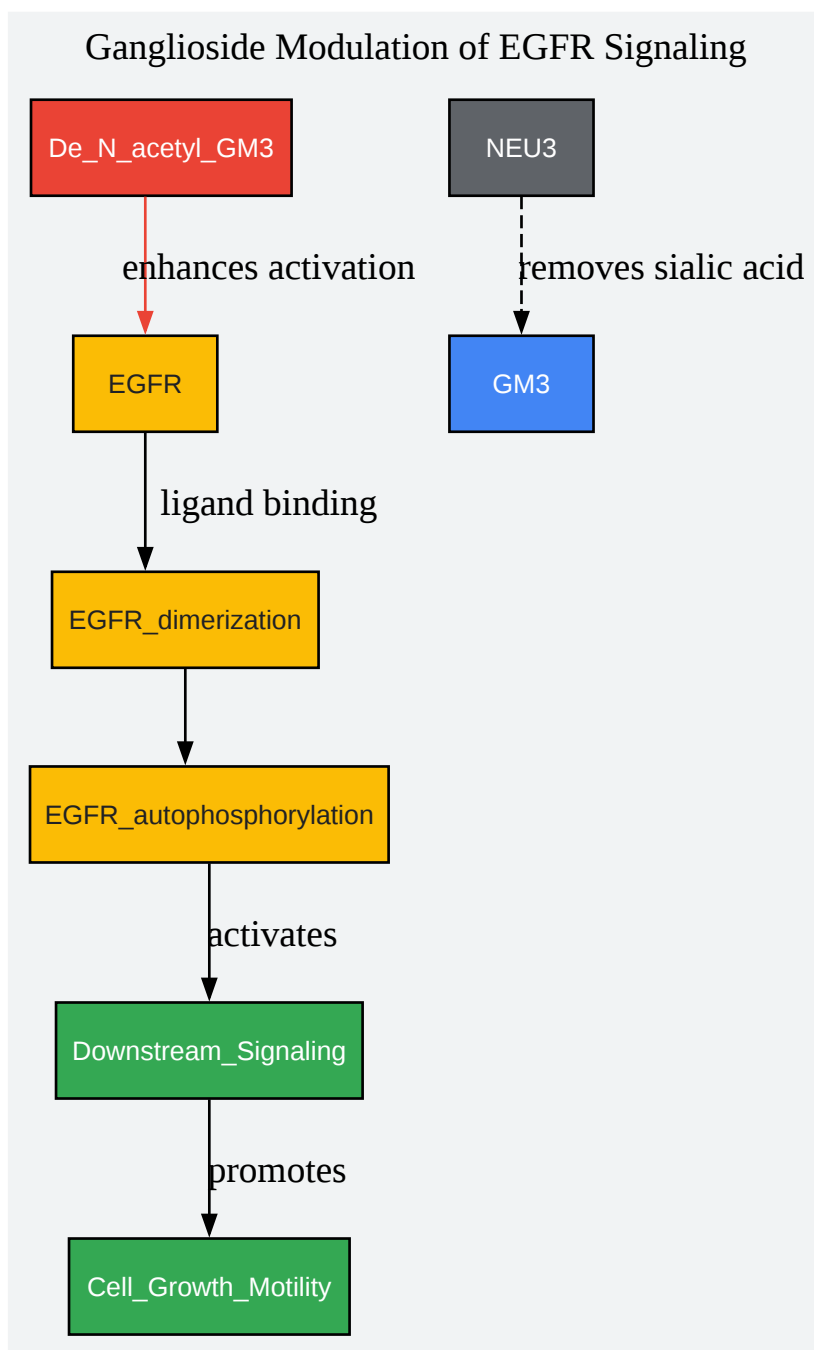 Ganglioside Modulation of EGFR Signaling
De_N_acetyl_GM3
NEU3
enhances activation
removes sialic acid
EGFR
GM3
ligand binding
EGFR_dimerization
EGFR_autophosphorylation
activates
Downstream_Signaling
promotes
Cell_Growth_Motility